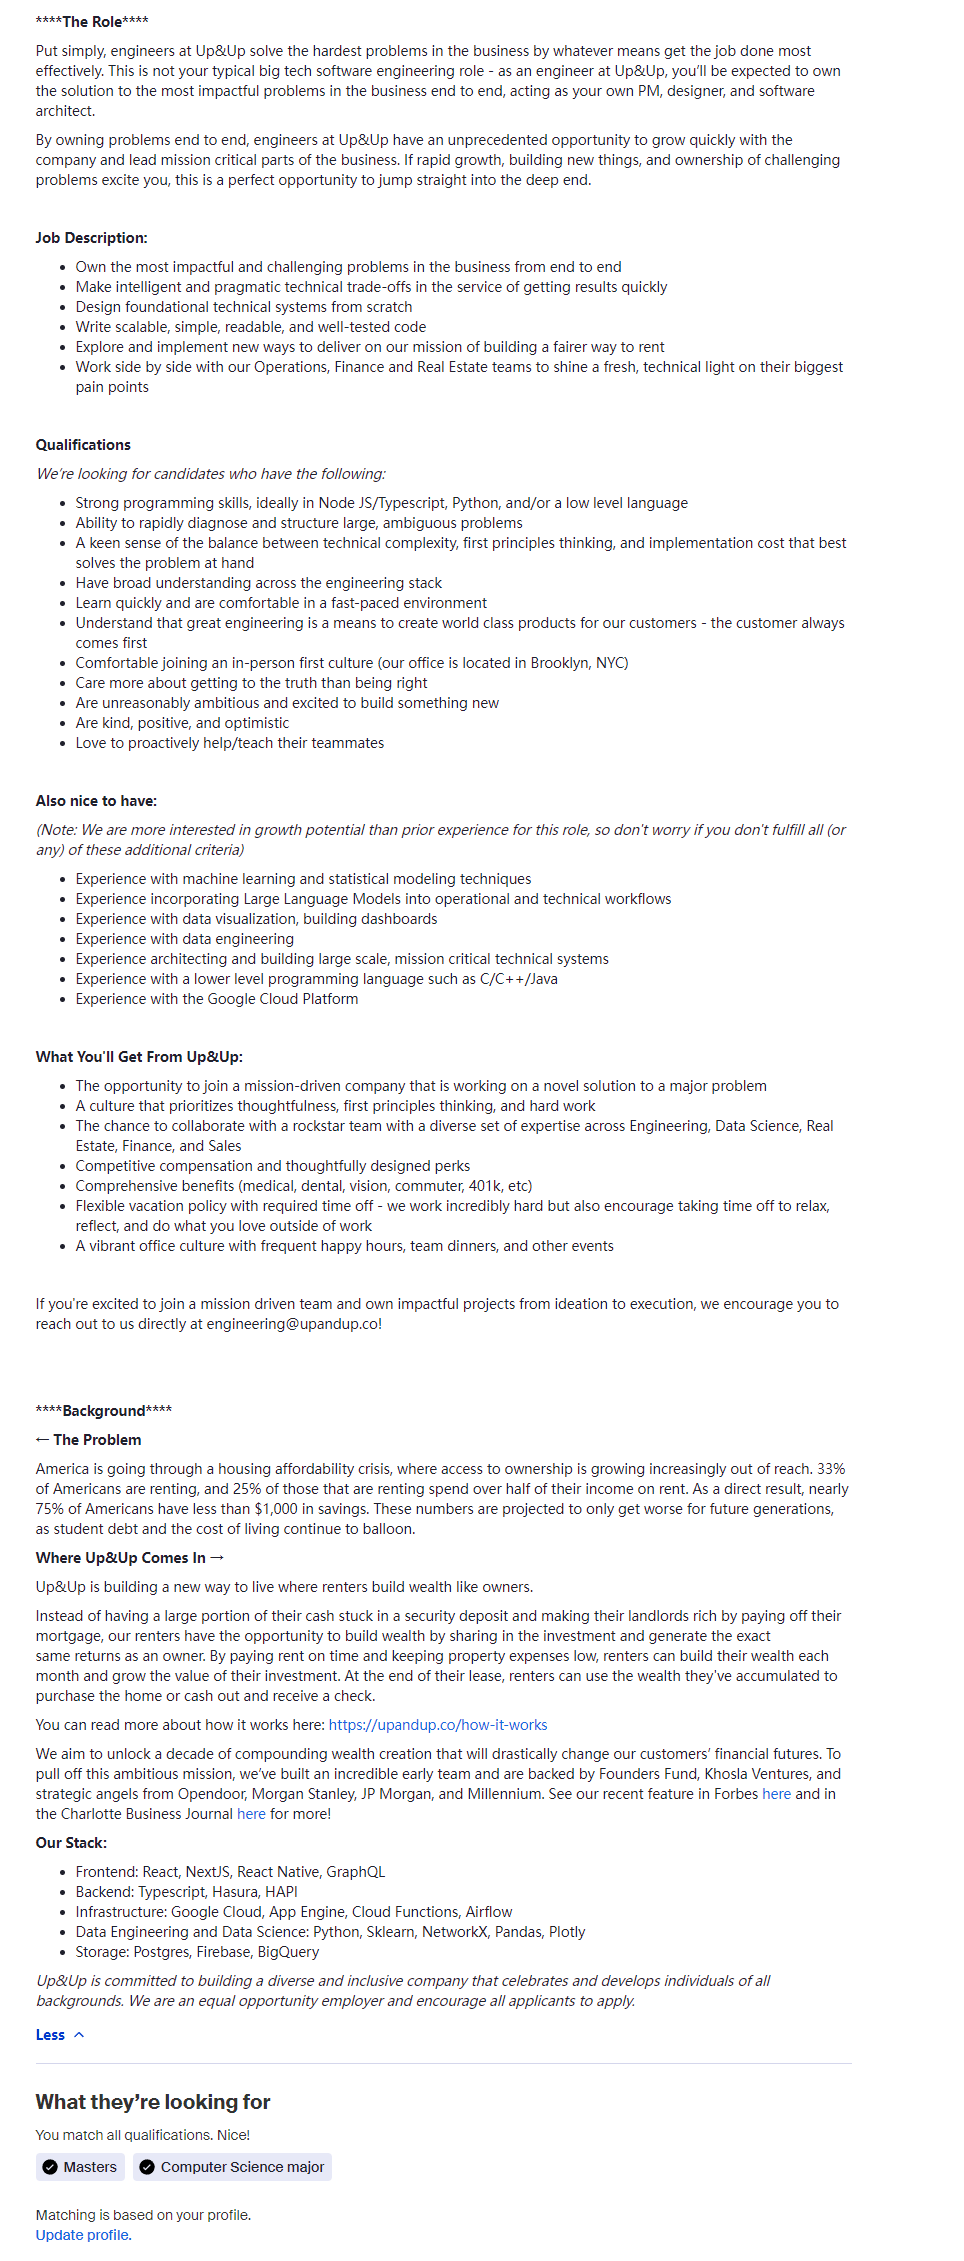 ****The Role****
Put simply, engineers at Up&Up solve the hardest problems in the business by whatever means get the job done most
effectively. This is not your typical big tech software engineering role - as an engineer at Up&Up, you’ll be expected to own
the solution to the most impactful problems in the business end to end, acting as your own PM, designer, and software
architect.
By owning problems end to end, engineers at Up&Up have an unprecedented opportunity to grow quickly with the
company and lead mission critical parts of the business. If rapid growth, building new things, and ownership of challenging
problems excite you, this is a perfect opportunity to jump straight into the deep end.
Job Description:
• Own the most impactful and challenging problems in the business from end to end
• Make intelligent and pragmatic technical trade-offs in the service of getting results quickly
• Design foundational technical systems from scratch
• Write scalable, simple, readable, and well-tested code
• Explore and implement new ways to deliver on our mission of building a fairer way to rent
• Work side by side with our Operations, Finance and Real Estate teams to shine a fresh, technical light on their biggest
pain points
Qualifications
We’re looking for candidates who have the following:
• Strong programming skills, ideally in Node JS/Typescript, Python, and/or a low level language
• Ability to rapidly diagnose and structure large, ambiguous problems
• A keen sense of the balance between technical complexity, first principles thinking, and implementation cost that best
solves the problem at hand
• Have broad understanding across the engineering stack
• Learn quickly and are comfortable in a fast-paced environment
• Understand that great engineering is a means to create world class products for our customers - the customer always
comes first
• Comfortable joining an in-person first culture (our office is located in Brooklyn, NYC)
• Care more about getting to the truth than being right
• Are unreasonably ambitious and excited to build something new
• Are kind, positive, and optimistic
• Love to proactively help/teach their teammates
Also nice to have:
(Note: We are more interested in growth potential than prior experience for this role, so don't worry if you don't fulfill all (or
any) of these additional criteria)
• Experience with machine learning and statistical modeling techniques
• Experience incorporating Large Language Models into operational and technical workflows
• Experience with data visualization, building dashboards
• Experience with data engineering
• Experience architecting and building large scale, mission critical technical systems
• Experience with a lower level programming language such as C/C++/Java
• Experience with the Google Cloud Platform
What You'll Get From Up&Up:
• The opportunity to join a mission-driven company that is working on a novel solution to a major problem
• A culture that prioritizes thoughtfulness, first principles thinking, and hard work
• The chance to collaborate with a rockstar team with a diverse set of expertise across Engineering, Data Science, Real
Estate, Finance, and Sales
• Competitive compensation and thoughtfully designed perks
• Comprehensive benefits (medical, dental, vision, commuter, 401k, etc)
• Flexible vacation policy with required time off - we work incredibly hard but also encourage taking time off to relax,
reflect, and do what you love outside of work
• A vibrant office culture with frequent happy hours, team dinners, and other events
If you're excited to join a mission driven team and own impactful projects from ideation to execution, we encourage you to
reach out to us directly at engineering@upandup.co!
****Background****
← The Problem
America is going through a housing affordability crisis, where access to ownership is growing increasingly out of reach. 33%
of Americans are renting, and 25% of those that are renting spend over half of their income on rent. As a direct result, nearly
75% of Americans have less than $1,000 in savings. These numbers are projected to only get worse for future generations,
as student debt and the cost of living continue to balloon.
Where Up&Up Comes In →
Up&Up is building a new way to live where renters build wealth like owners.
Instead of having a large portion of their cash stuck in a security deposit and making their landlords rich by paying off their
mortgage, our renters have the opportunity to build wealth by sharing in the investment and generate the exact
same returns as an owner. By paying rent on time and keeping property expenses low, renters can build their wealth each
month and grow the value of their investment. At the end of their lease, renters can use the wealth they've accumulated to
purchase the home or cash out and receive a check.
You can read more about how it works here: https://upandup.co/how-it-works
We aim to unlock a decade of compounding wealth creation that will drastically change our customers’ financial futures. To
pull off this ambitious mission, we’ve built an incredible early team and are backed by Founders Fund, Khosla Ventures, and
strategic angels from Opendoor, Morgan Stanley, JP Morgan, and Millennium. See our recent feature in Forbes here and in
the Charlotte Business Journal here for more!
Our Stack:
• Frontend: React, NextJS, React Native, GraphQL
• Backend: Typescript, Hasura, HAPI
• Infrastructure: Google Cloud, App Engine, Cloud Functions, Airflow
• Data Engineering and Data Science: Python, Sklearn, NetworkX, Pandas, Plotly
• Storage: Postgres, Firebase, BigQuery
Up&Up is committed to building a diverse and inclusive company that celebrates and develops individuals of all
backgrounds. We are an equal opportunity employer and encourage all applicants to apply.
Less
What they’re looking for
You match all qualifications. Nice!
Masters Computer Science major
Matching is based on your profile.
Update profile.